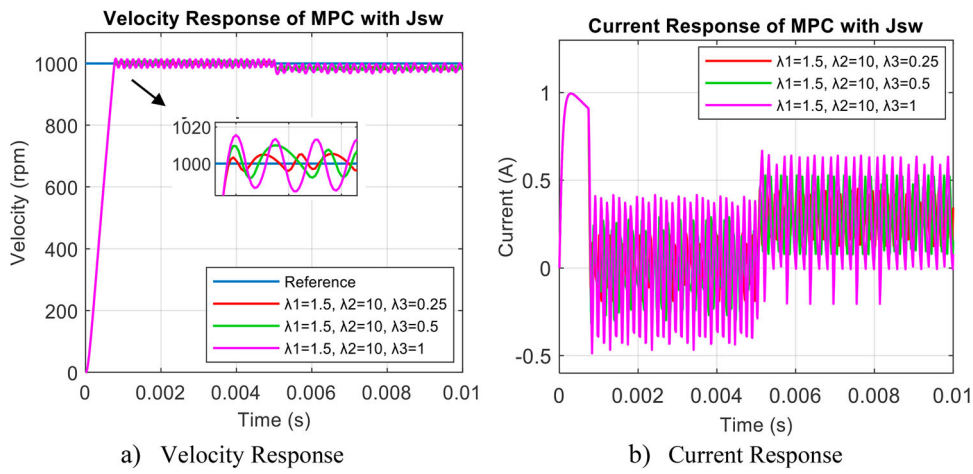 Velocity Response of MPC with Jsw
1000
800
600
400
200
0
Velocity (rpm)
1020
1000
Reference
λ1=1.5, λ2=10, λ3=0.25
λ1=1.5, λ2=10, λ3=0.5
λ1=1.5, λ2=10, λ3=1
0 0.002 0.004 0.006 0.008 0.01
Time (s)
a) Velocity Response
Current Response of MPC with Jsw
1
0.5
0
-0.5
Current (A)
λ1=1.5, λ2=10, λ3=0.25
λ1=1.5, λ2=10, λ3=0.5
λ1=1.5, λ2=10, λ3=1
0 0.002 0.004 0.006 0.008 0.01
Time (s)
b) Current Response